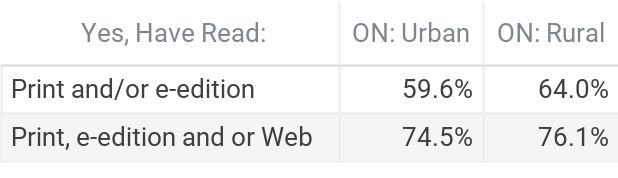 Yes, Have Read: ON: Urban ON: Rural
Print and/or e-edition 59.6% 64.0%
Print, e-edition and or Web 74.5% 76.1%